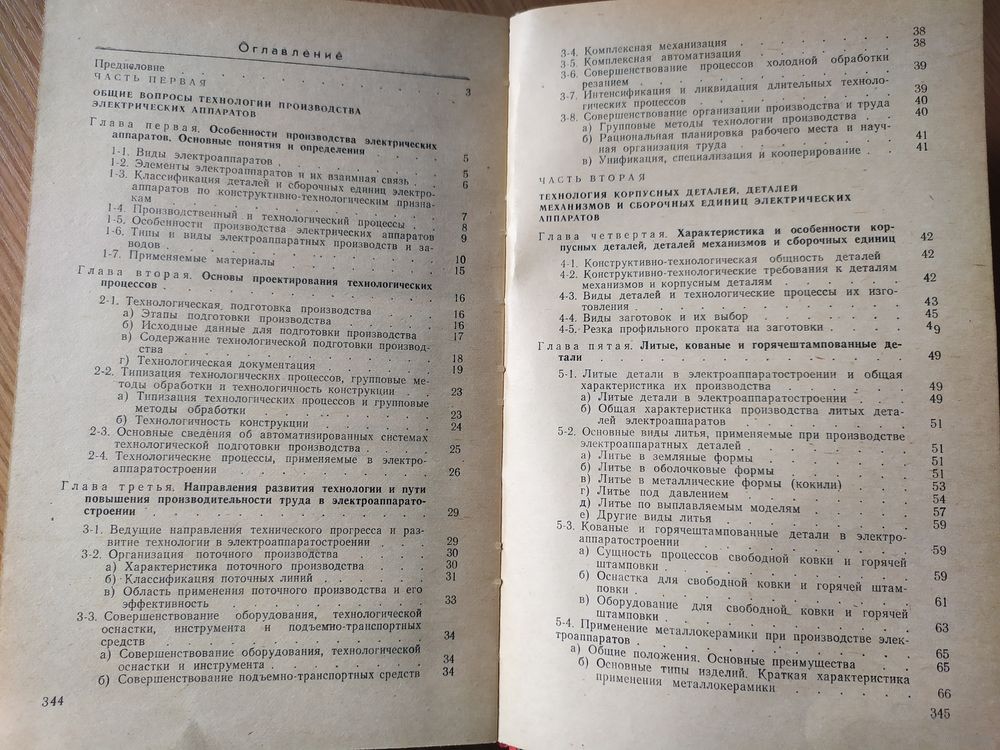 Оглавление
Предисловие . . . 3
ЧАСТЬ ПЕРВАЯ
ОБЩИЕ ВОПРОСЫ ТЕХНОЛОГИИ ПРОИЗВОДСТВА
ЭЛЕКТРИЧЕСКИХ АППАРАТОВ
Глава первая. Особенности производства электрических
аппаратов. Основные понятия и определения . . . 5
1-1. Виды электроаппаратов . . . 5
1-2. Элементы электроаппаратов и их взаимная связь . . . 6
1-3. Классификация деталей и сборочных единиц электро-
аппаратов по конструктивно-технологическим призна-
кам . . . 7
1-4. Производственный и технологический процессы . . . 8
1-5. Особенности производства электрических аппаратов 9
1-6. Типы и виды электроаппаратных производств и за-
водов . . . 10
1-7. Применяемые материалы . . . 15
Глава вторая. Основы проектирования технологических
процессов . . . 16
2-1. Технологическая подготовка производства . . . 16
а) Этапы подготовки производства . . . 16
б) Исходные данные для подготовки производства 17
в) Содержание технологической подготовки производ-
ства . . . 18
г) Технологическая документация . . . 19
2-2. Типизация технологических процессов, групповые ме-
тоды обработки и технологичность конструкции . . . 23
а) Типизация технологических процессов и групповые
методы обработки . . . 23
б) Технологичность конструкции . . . 24
2-3. Основные сведения об автоматизированных системах
технологической подготовки производства . . . 25
2-4. Технологические процессы, применяемые в электро-
аппаратостроении . . . 26
Глава третья. Направления развития технологии и пути
повышения производительности труда в электроаппарато-
строении . . . 29
3-1. Ведущие направления технического прогресса и раз-
витие технологии в электроаппаратостроении . . . 29
3-2. Организация поточного производства . . . 30
а) Характеристика поточного производства . . . 30
б) Классификация поточных линий . . . 31
в) Область применения поточного производства и его
эффективность . . . 33
3-3. Совершенствование оборудования, технологической
оснастки, инструмента и подъемно-транспортных
средств . . . 34
а) Совершенствование оборудования, технологической
оснастки и инструмента . . . 34
б) Совершенствование подъемно-транспортных средств 34
344
3-4. Комплексная механизация . . . 38
3-5. Комплексная автоматизация . . . 38
3-6. Совершенствование процессов холодной обработки
резанием . . . 39
3-7. Интенсификация и ликвидация длительных техноло-
гических процессов . . . 39
3-8. Совершенствование организации производства и труда 40
а) Групповые методы технологии производства . . . 40
б) Рациональная планировка рабочего места и науч-
ная организация труда . . . 41
в) Унификация, специализация и кооперирование . . . 41
ЧАСТЬ ВТОРАЯ
ТЕХНОЛОГИЯ КОРПУСНЫХ ДЕТАЛЕЙ, ДЕТАЛЕЙ
МЕХАНИЗМОВ И СБОРОЧНЫХ ЕДИНИЦ ЭЛЕКТРИЧЕСКИХ
АППАРАТОВ
Глава четвертая. Характеристика и особенности кор-
пусных деталей, деталей механизмов и сборочных единиц 42
4-1. Конструктивно-технологическая общность деталей 42
4-2. Конструктивно-технологические требования к деталям
механизмов и корпусным деталям . . . 42
4-3. Виды деталей и технологические процессы их изго-
товления . . . 43
4-4. Виды заготовок и их выбор . . . 45
4-5. Резка профильного проката на заготовки . . . 49
Глава пятая. Литые, кованые и горячештампованные де-
тали . . . 49
5-1. Литые детали в электроаппаратостроении и общая
характеристика их производства . . . 49
а) Литые детали в электроаппаратостроении . . . 49
б) Общая характеристика производства литых дета-
лей электроаппаратов . . . 51
5-2. Основные виды литья, применяемые при производстве
электроаппаратных деталей . . . 51
а) Литье в земляные формы . . . 51
б) Литье в оболочковые формы . . . 51
в) Литье в металлические формы (кокили) . . . 53
г) Литье под давлением . . . 54
д) Литье по выплавляемым моделям . . . 57
е) Другие виды литья . . . 59
5-3. Кованые и горячештампованные детали в электро-
аппаратостроении . . . 59
а) Сущность процессов свободной ковки и горячей
штамповки . . . 59
б) Оснастка для свободной ковки и горячей штам-
повки . . . 61
в) Оборудование для свободной ковки и горячей
штамповки . . . 63
5-4. Применение металлокерамики при производстве элек-
троаппаратов . . . 65
а) Общие положения. Основные преимущества . . . 65
б) Основные типы изделий. Краткая характеристика
применения металлокерамики . . . 66
345